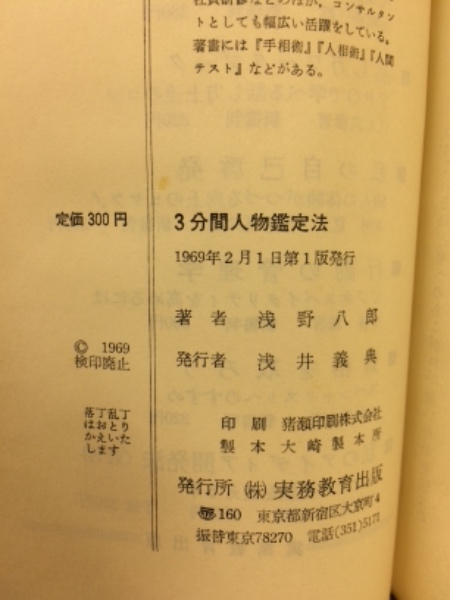 社員研修などのほか，コンサルタン
トとしても幅広い活躍をしている。
著書には『手相術』『人相術』『人間
テスト』などがある。
定価300円
3分間人物鑑定法
1969年2月1日第1版発行
著者 浅野八郎
© 1969
検印廃止
発行者 浅井義典
落丁乱丁
はおとり
かえいた
します
印刷 猪瀬印刷株式会社
製本 大崎製本所
発行所 ㈱ 実務教育出版
〒160 東京都新宿区大京町4
振替東京78270 電話(351)5171